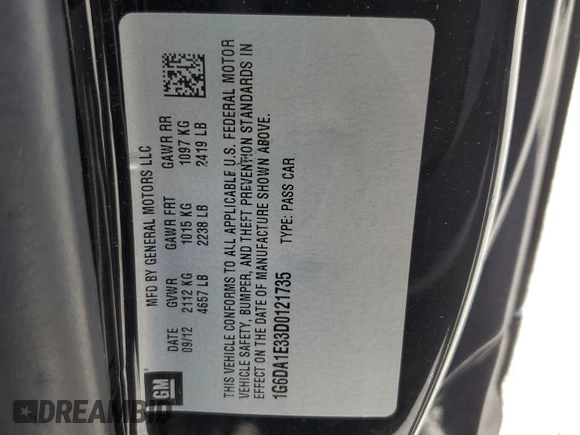 MFD BY GENERAL MOTORS LLC
DATE GVWR GAWR FRT GAWR RR
09/12 2112 KG 1015 KG 1097 KG
4657 LB 2238 LB 2419 LB
THIS VEHICLE CONFORMS TO ALL APPLICABLE U.S. FEDERAL MOTOR
VEHICLE SAFETY, BUMPER, AND THEFT PREVENTION STANDARDS IN
EFFECT ON THE DATE OF MANUFACTURE SHOWN ABOVE.
1G6DA1E33D0121735 TYPE: PASS CAR
GM
DREAMBID